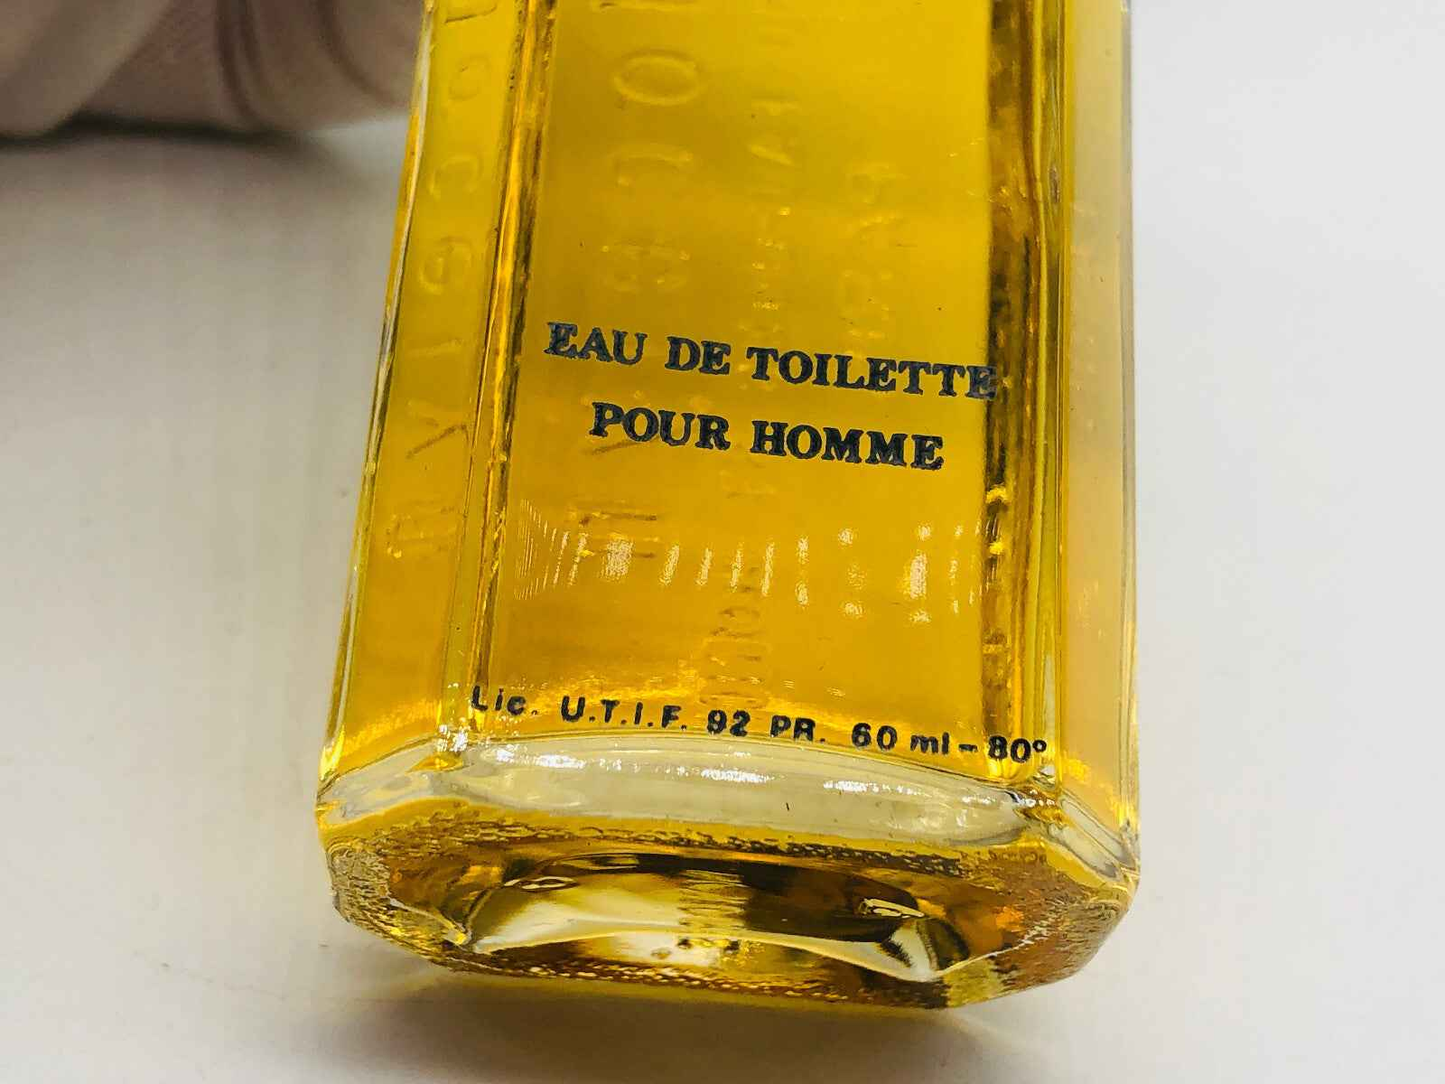 EAU DE TOILETTE
POUR HOMME
Lic. U.T.I.F. 92 PR. 60 ml - 80°